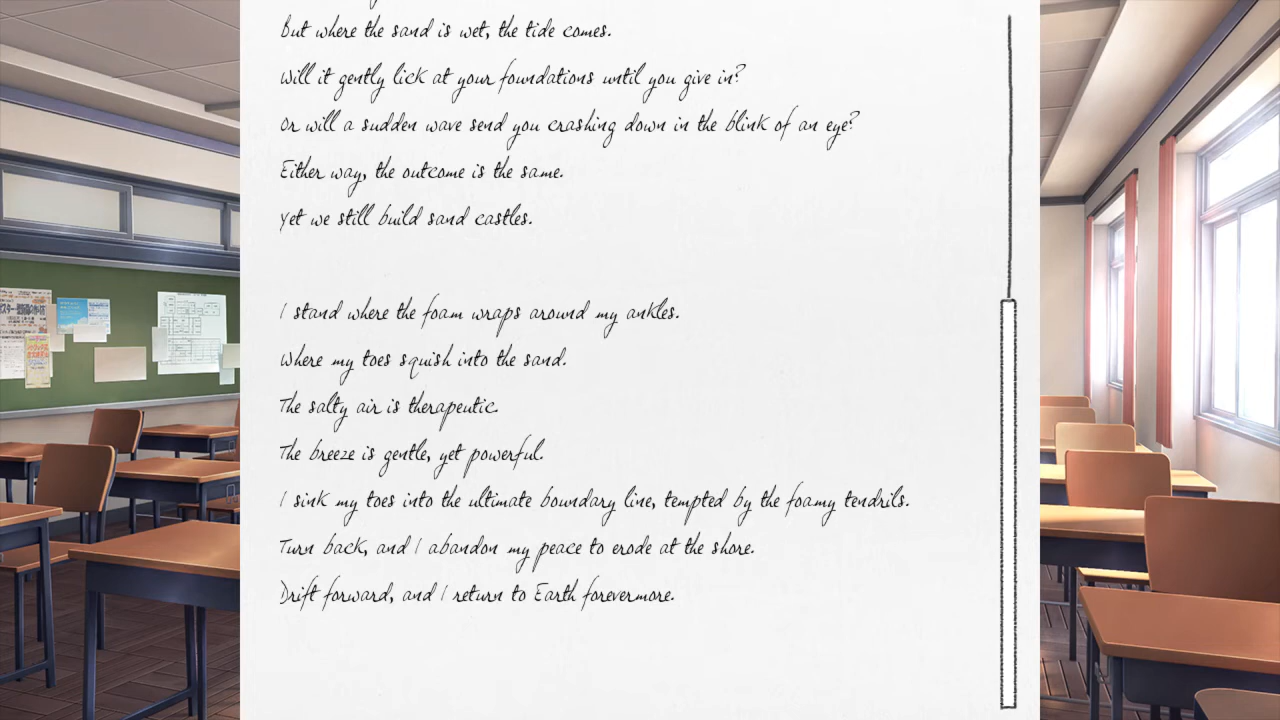 But where the sand is wet, the tide comes.
Will it gently lick at your foundations until you give in?
Or will a sudden wave send you crashing down in the blink of an eye?
Either way, the outcome is the same.
Yet we still build sand castles.
I stand where the foam wraps around my ankles.
Where my toes squish into the sand.
The salty air is therapeutic.
The breeze is gentle, yet powerful.
I sink my toes into the ultimate boundary line, tempted by the foamy tendrils.
Turn back, and I abandon my peace to erode at the shore.
Drift forward, and I return to Earth forevermore.